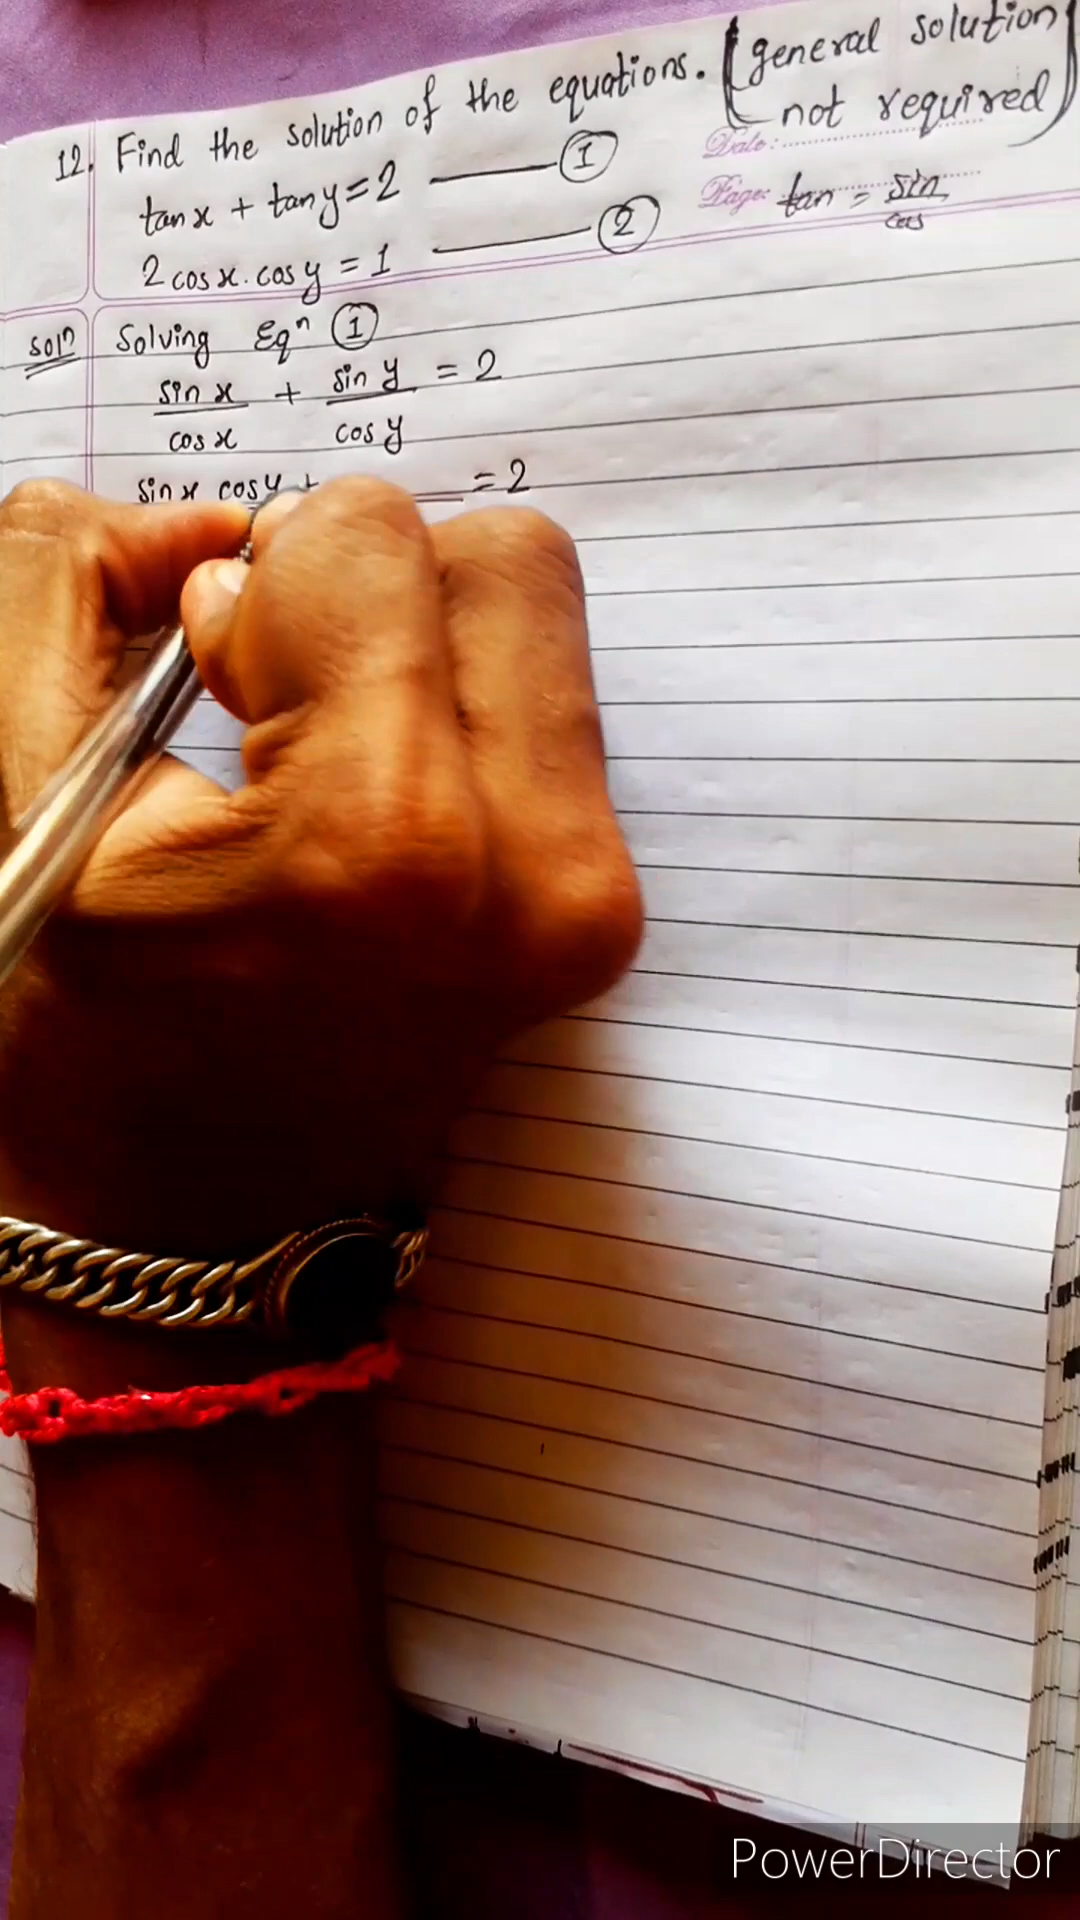 12. Find the solution of the equations. (general solution
not required)
tan x + tan y = 2 ——— ①
Date:
Page: tan = sin/cos
2 cos x . cos y = 1 ——— ②
Solⁿ Solving Eqⁿ ①
sin x / cos x + sin y / cos y = 2
sin x cos y + = 2
PowerDirector